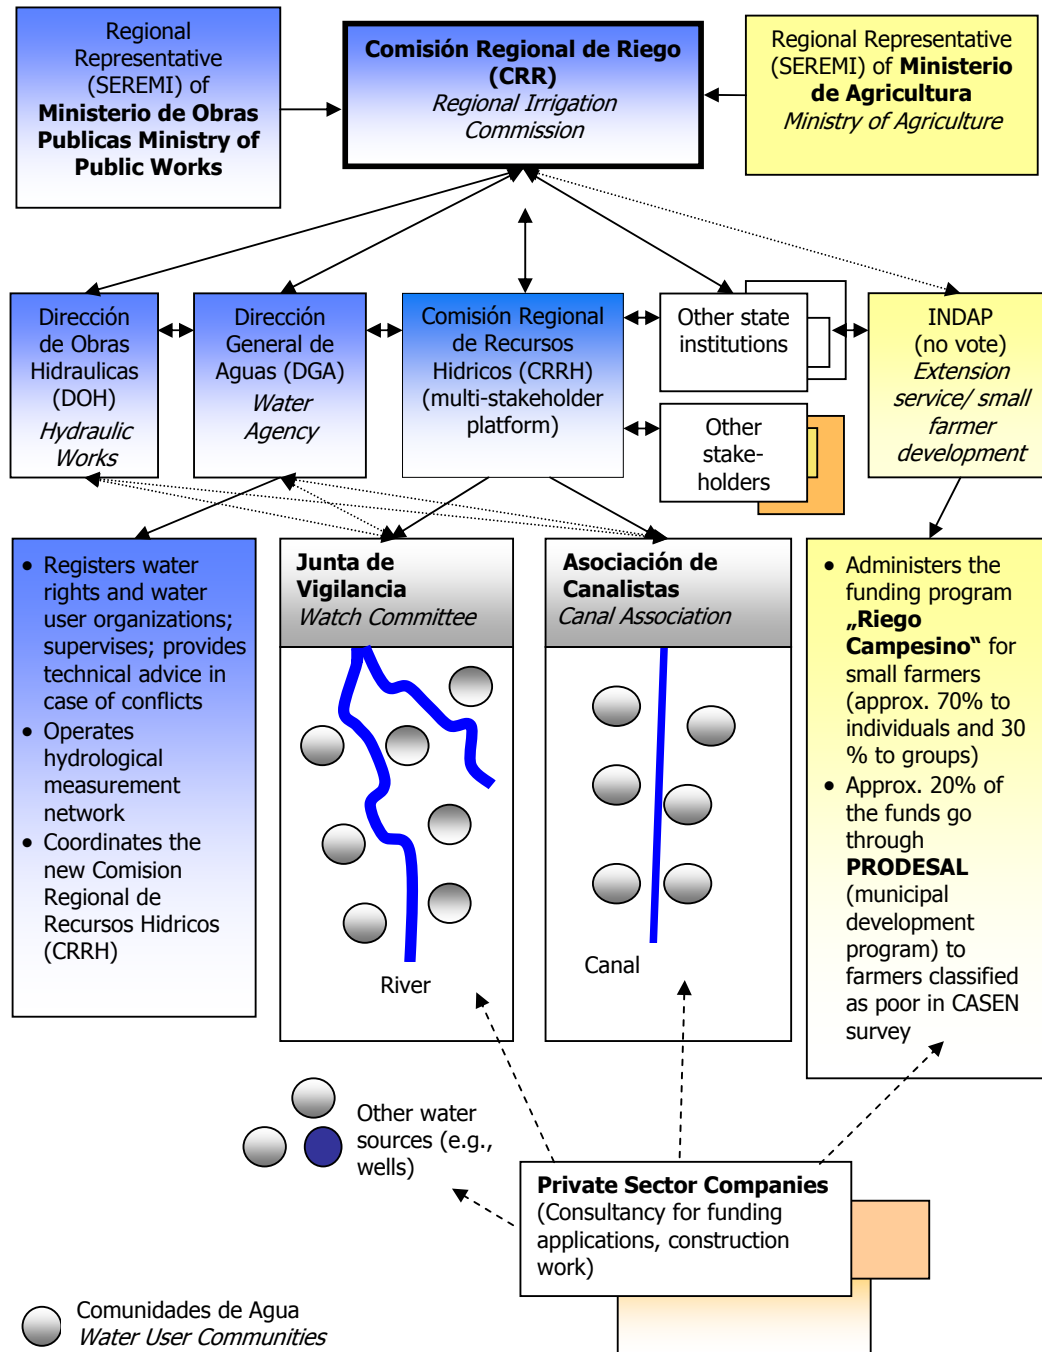 Regional
Representative
(SEREMI) of
Ministerio de Obras
Publicas Ministry of
Public Works
Comisión Regional de Riego
(CRR)
Regional Irrigation
Commission
Regional Representative
(SEREMI) of Ministerio
de Agricultura
Ministry of Agriculture
Dirección
de Obras
Hidraulicas
(DOH)
Hydraulic
Works
Dirección
General de
Aguas (DGA)
Water
Agency
Comisión Regional
de Recursos
Hidricos (CRRH)
(multi-stakeholder
platform)
Other state
institutions
Other
stake-
holders
INDAP
(no vote)
Extension
service/ small
farmer
development
• Registers water
rights and water
user organizations;
supervises; provides
technical advice in
case of conflicts
• Operates
hydrological
measurement
network
• Coordinates the
new Comision
Regional de
Recursos Hidricos
(CRRH)
Junta de
Vigilancia
Watch Committee
River
Asociación de
Canalistas
Canal Association
Canal
• Administers the
funding program
„Riego
Campesino“ for
small farmers
(approx. 70% to
individuals and 30
% to groups)
• Approx. 20% of
the funds go
through
PRODESAL
(municipal
development
program) to
farmers classified
as poor in CASEN
survey
Other water
sources (e.g.,
wells)
Private Sector Companies
(Consultancy for funding
applications, construction
work)
Comunidades de Agua
Water User Communities